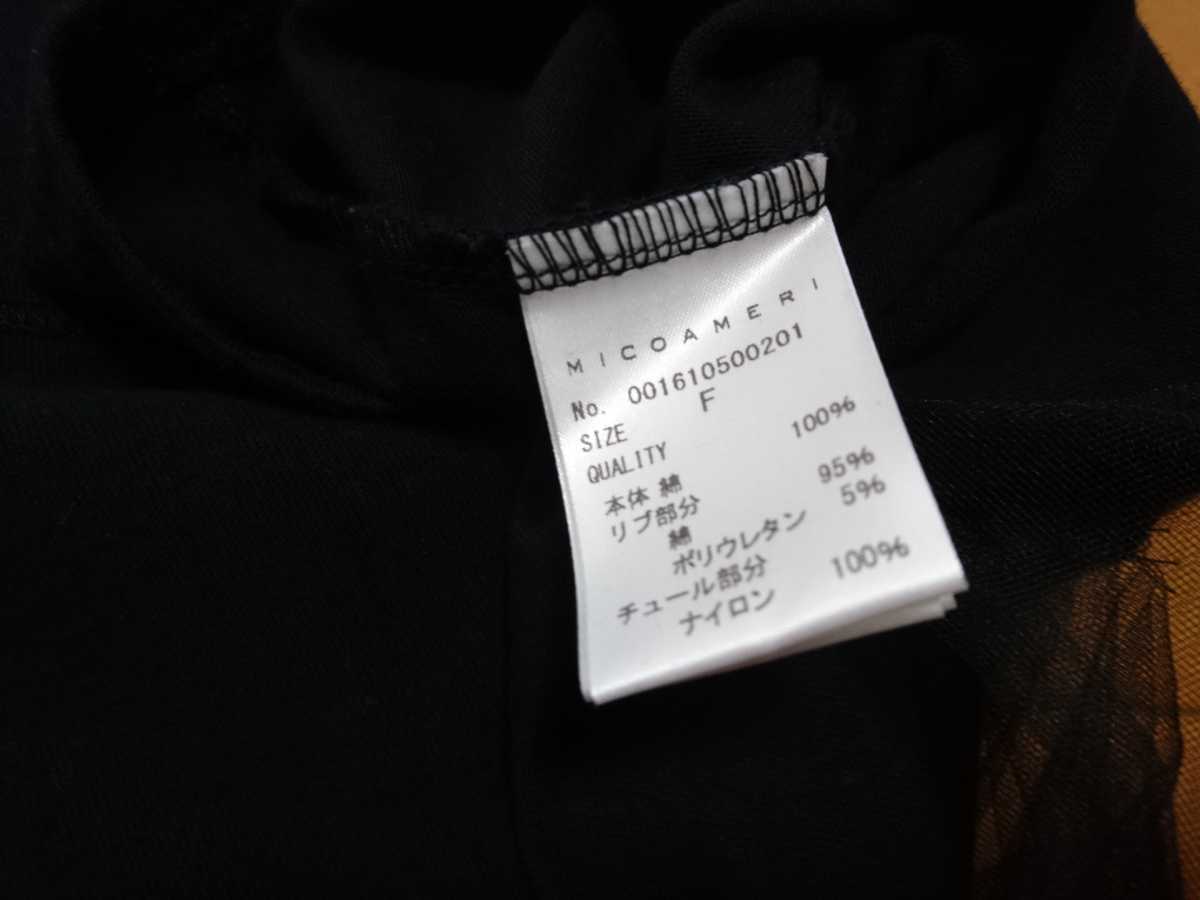 MICOAMERI
No. 001610500201
SIZE F
QUALITY
本体 綿 100%
リブ部分
綿 95%
ポリウレタン 5%
チュール部分
ナイロン 100%